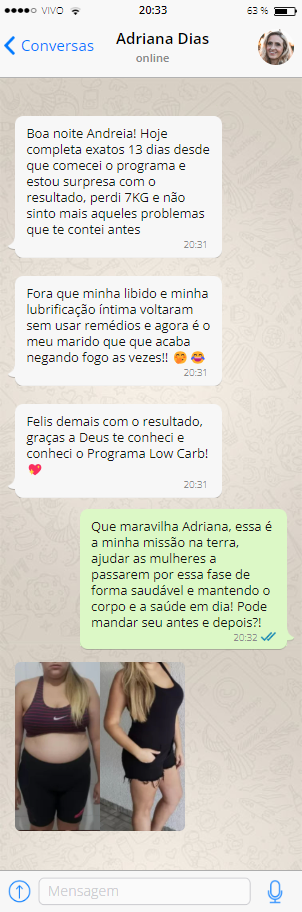 VIVO 20:33 63 %
Conversas Adriana Dias
online
Boa noite Andreia! Hoje
completa exatos 13 dias desde
que comecei o programa e
estou surpresa com o
resultado, perdi 7KG e não
sinto mais aqueles problemas
que te contei antes
20:31
Fora que minha libido e minha
lubrificação íntima voltaram
sem usar remédios e agora é o
meu marido que que acaba
negando fogo as vezes!! 🤭😂
20:31
Felis demais com o resultado,
graças a Deus te conheci e
conheci o Programa Low Carb!
💖
20:31
Que maravilha Adriana, essa é
a minha missão na terra,
ajudar as mulheres a
passarem por essa fase de
forma saudável e mantendo o
corpo e a saúde em dia! Pode
mandar seu antes e depois?!
20:32
Mensagem